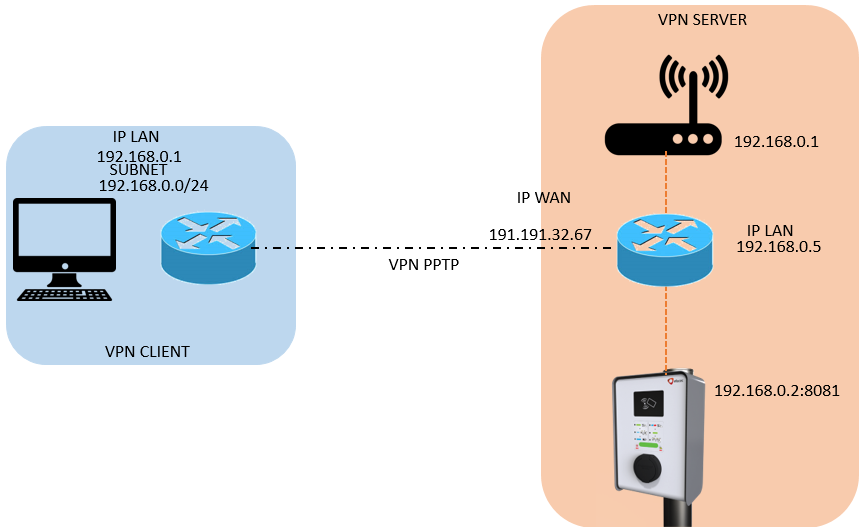 VPN SERVER
IP LAN
192.168.0.1
SUBNET
192.168.0.0/24
192.168.0.1
IP WAN
191.191.32.67
IP LAN
192.168.0.5
VPN PPTP
VPN CLIENT
192.168.0.2:8081